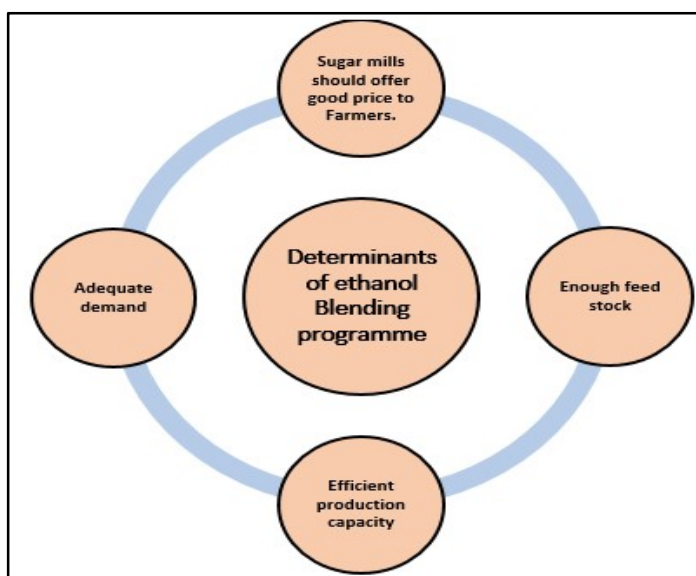 Sugar mills
should offer
good price to
Farmers.
Adequate
demand
Determinants
of ethanol
Blending
programme
Enough feed
stock
Efficient
production
capacity